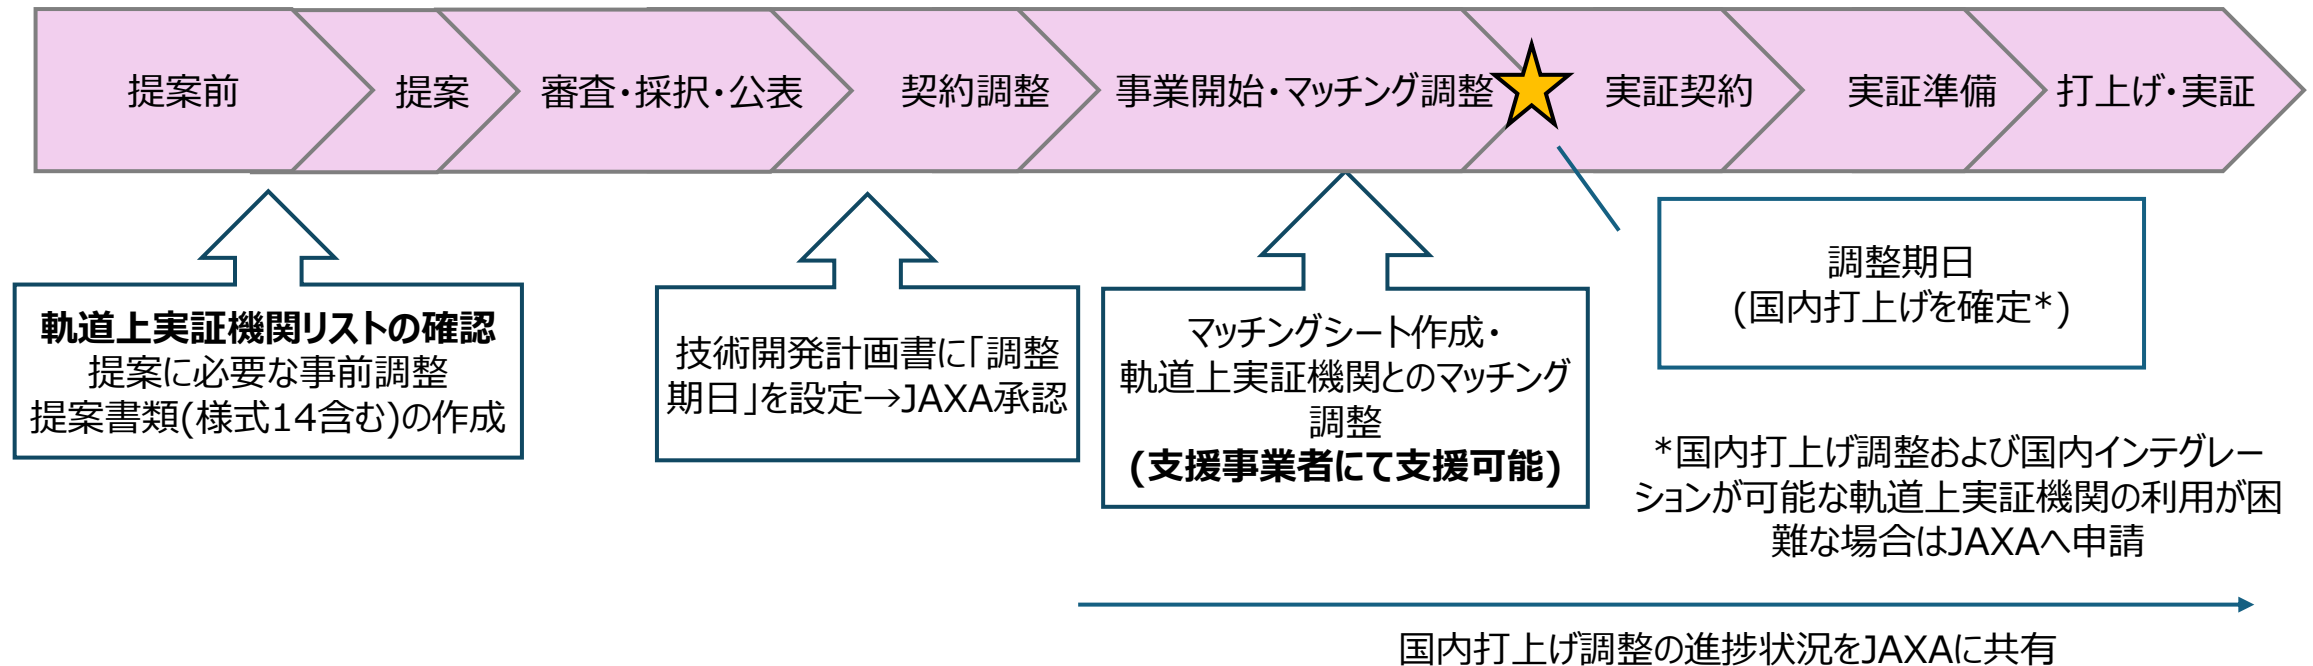 提案前
提案
審査・採択・公表
契約調整
事業開始・マッチング調整
実証契約
実証準備
打上げ・実証
軌道上実証機関リストの確認
提案に必要な事前調整
提案書類(様式14含む)の作成
技術開発計画書に「調整
期日」を設定→JAXA承認
マッチングシート作成・
軌道上実証機関とのマッチング
調整
(支援事業者にて支援可能)
調整期日
(国内打上げを確定*)
*国内打上げ調整および国内インテグレー
ションが可能な軌道上実証機関の利用が困
難な場合はJAXAへ申請
国内打上げ調整の進捗状況をJAXAに共有